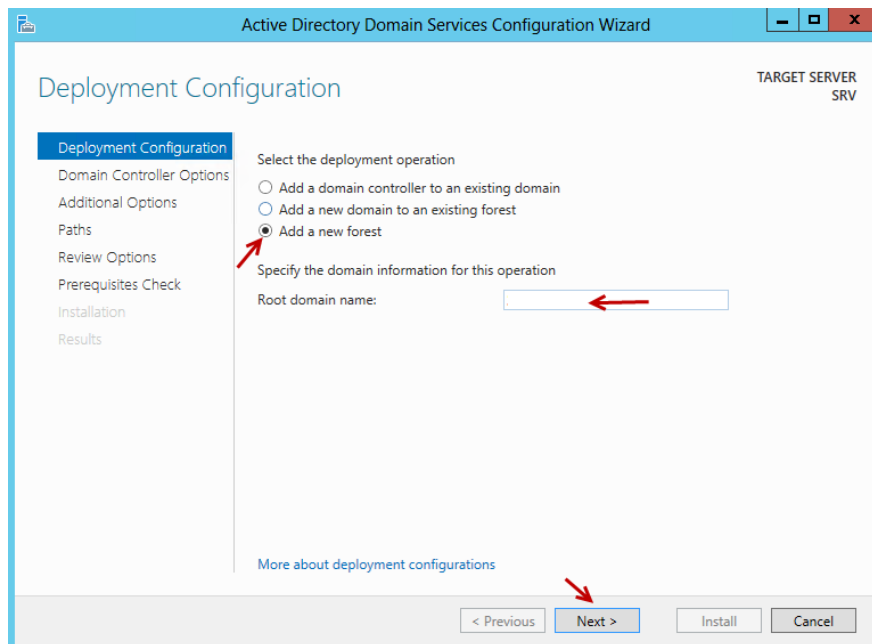 Active Directory Domain Services Configuration Wizard
Deployment Configuration
TARGET SERVER
SRV
Deployment Configuration
Domain Controller Options
Additional Options
Paths
Review Options
Prerequisites Check
Installation
Results
Select the deployment operation
Add a domain controller to an existing domain
Add a new domain to an existing forest
Add a new forest
Specify the domain information for this operation
Root domain name:
More about deployment configurations
< Previous
Next >
Install
Cancel